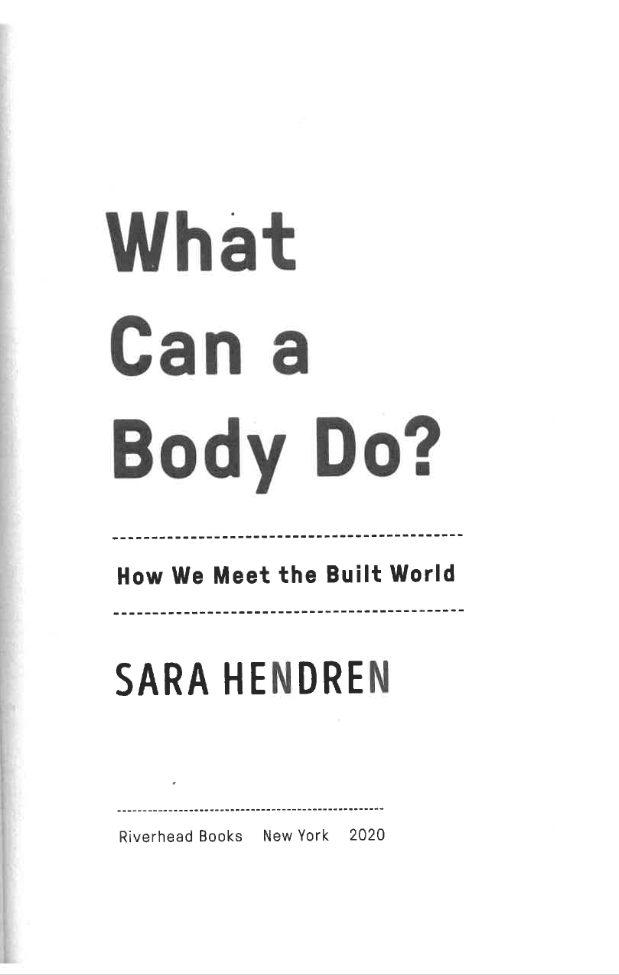 What
Can a
Body Do?
How We Meet the Built World
SARA HENDREN
Riverhead Books New York 2020